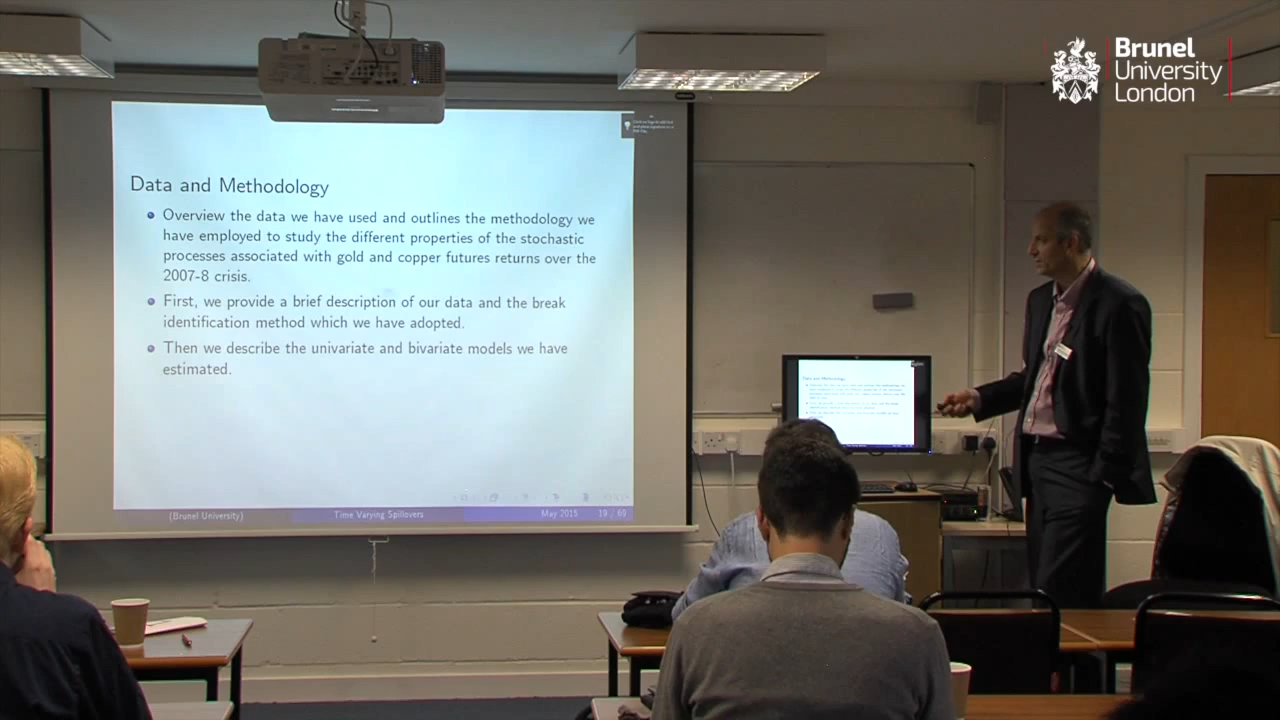 Brunel
University
London
Data and Methodology
Overview the data we have used and outlines the methodology we
have employed to study the different properties of the stochastic
processes associated with gold and copper futures returns over the
2007-8 crisis.
First, we provide a brief description of our data and the break
identification method which we have adopted.
Then we describe the univariate and bivariate models we have
estimated.
(Brunel University)
Time Varying Spillovers
May 2015
19 / 69
Data and Methodology